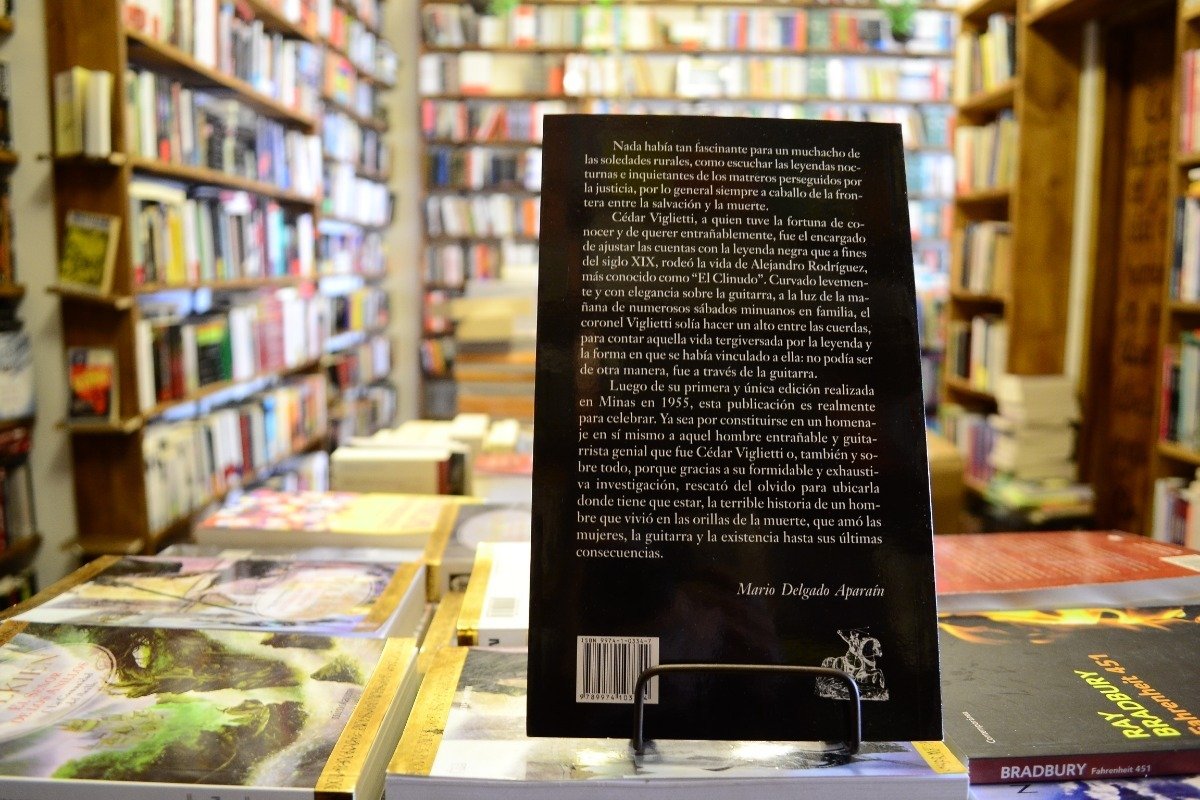 Nada había tan fascinante para un muchacho de
las soledades rurales, como escuchar las leyendas noc-
turnas e inquietantes de los matreros perseguidos por
la justicia, por lo general siempre a caballo de la fron-
tera entre la salvación y la muerte.
Cédar Viglietti, a quien tuve la fortuna de co-
nocer y de querer entrañablemente, fue el encargado
de ajustar las cuentas con la leyenda negra que a fines
del siglo XIX, rodeó la vida de Alejandro Rodríguez,
más conocido como "El Clinudo". Curvado levemen-
te y con elegancia sobre la guitarra, a la luz de la ma-
ñana de numerosos sábados minuanos en familia, el
coronel Viglietti solía hacer un alto entre las cuerdas,
para contar aquella vida tergiversada por la leyenda y
la forma en que se había vinculado a ella: no podía ser
de otra manera, fue a través de la guitarra.
Luego de su primera y única edición realizada
en Minas en 1955, esta publicación es realmente
para celebrar. Ya sea por constituirse en un homena-
je en sí mismo a aquel hombre entrañable y guita-
rrista genial que fue Cédar Viglietti o, también y so-
bre todo, porque gracias a su formidable y exhausti-
va investigación, rescató del olvido para ubicarla
donde tiene que estar, la terrible historia de un hom-
bre que vivió en las orillas de la muerte, que amó las
mujeres, la guitarra y la existencia hasta sus últimas
consecuencias.
Mario Delgado Aparaín
ISBN 9974-1-0334-7
RAY
BRADBURY
Fahrenheit 451
BRADBURY Fahrenheit 451